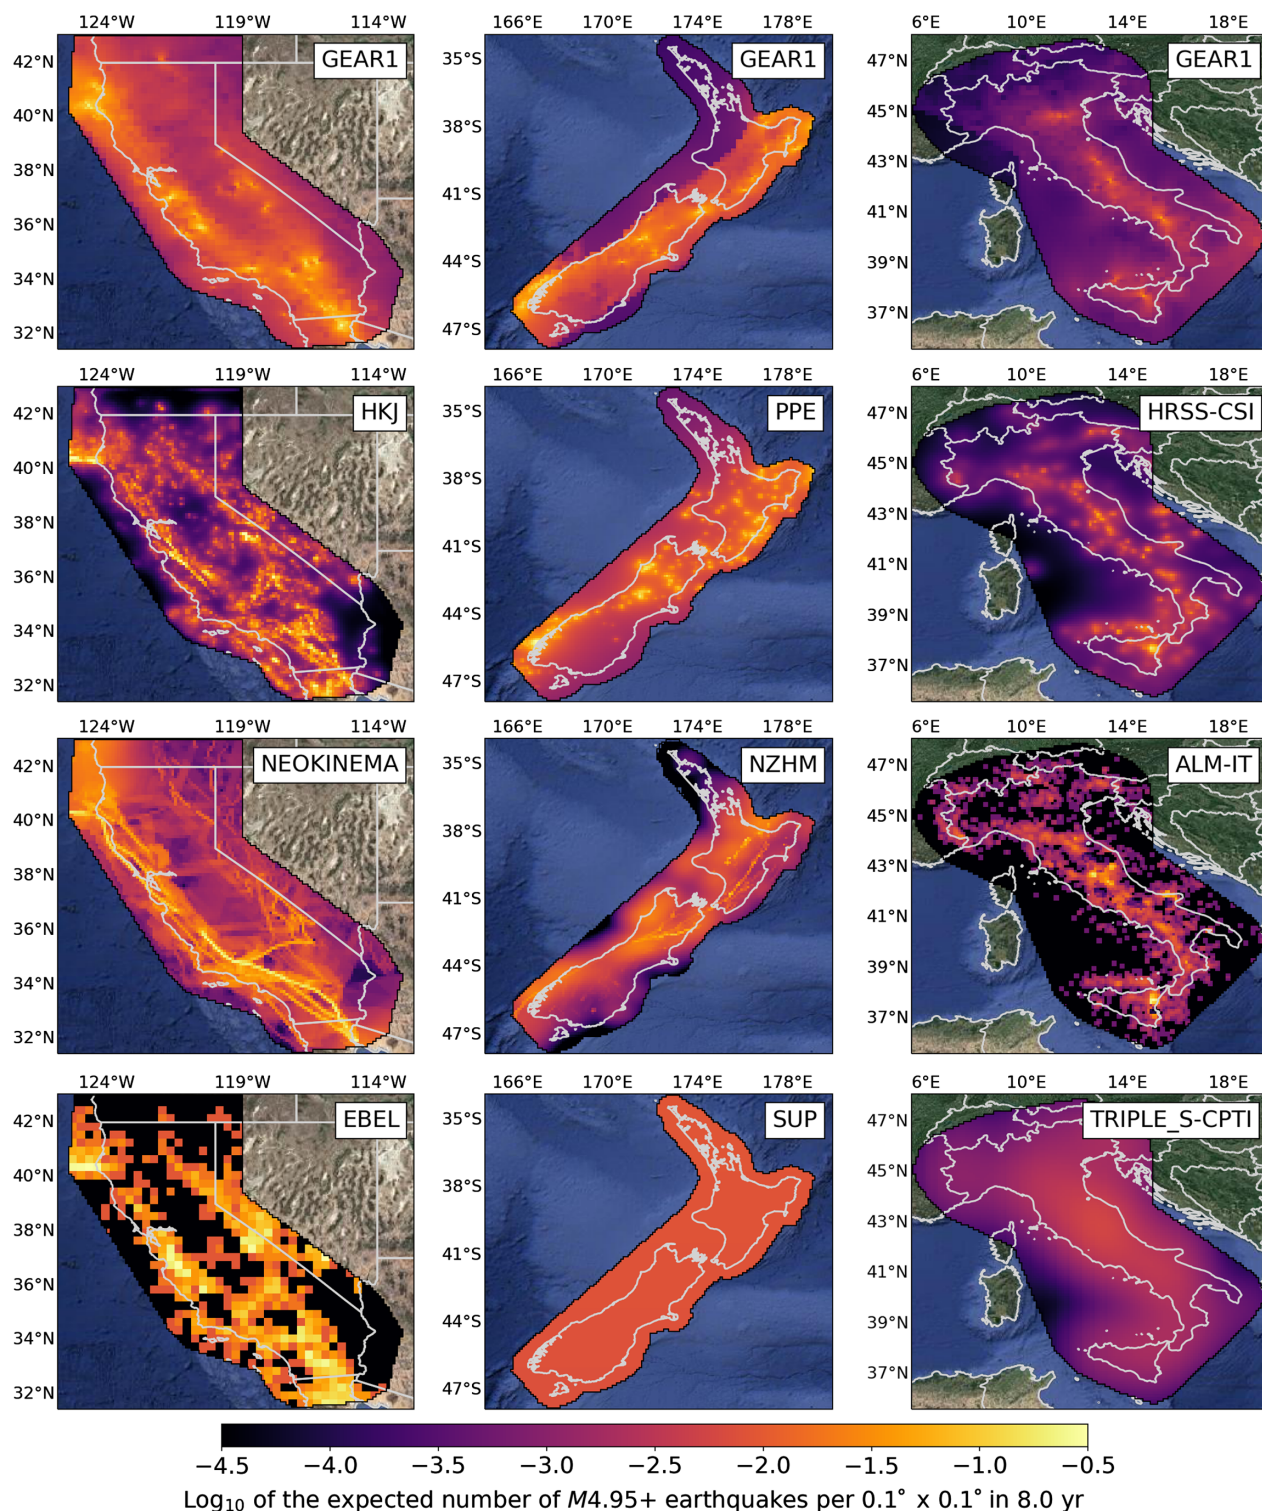 124°W 119°W 114°W 166°E 170°E 174°E 178°E 6°E 10°E 14°E 18°E
GEAR1 GEAR1 GEAR1
42°N 40°N 38°N 36°N 34°N 32°N
35°S 38°S 41°S 44°S 47°S
47°N 45°N 43°N 41°N 39°N 37°N
124°W 119°W 114°W 166°E 170°E 174°E 178°E 6°E 10°E 14°E 18°E
HKJ PPE HRSS-CSI
42°N 40°N 38°N 36°N 34°N 32°N
35°S 38°S 41°S 44°S 47°S
47°N 45°N 43°N 41°N 39°N 37°N
124°W 119°W 114°W 166°E 170°E 174°E 178°E 6°E 10°E 14°E 18°E
NEOKINEMA NZHM ALM-IT
42°N 40°N 38°N 36°N 34°N 32°N
35°S 38°S 41°S 44°S 47°S
47°N 45°N 43°N 41°N 39°N 37°N
124°W 119°W 114°W 166°E 170°E 174°E 178°E 6°E 10°E 14°E 18°E
EBEL SUP TRIPLE_S-CPTI
42°N 40°N 38°N 36°N 34°N 32°N
35°S 38°S 41°S 44°S 47°S
47°N 45°N 43°N 41°N 39°N 37°N
−4.5 −4.0 −3.5 −3.0 −2.5 −2.0 −1.5 −1.0 −0.5
Log₁₀ of the expected number of M4.95+ earthquakes per 0.1° x 0.1° in 8.0 yr